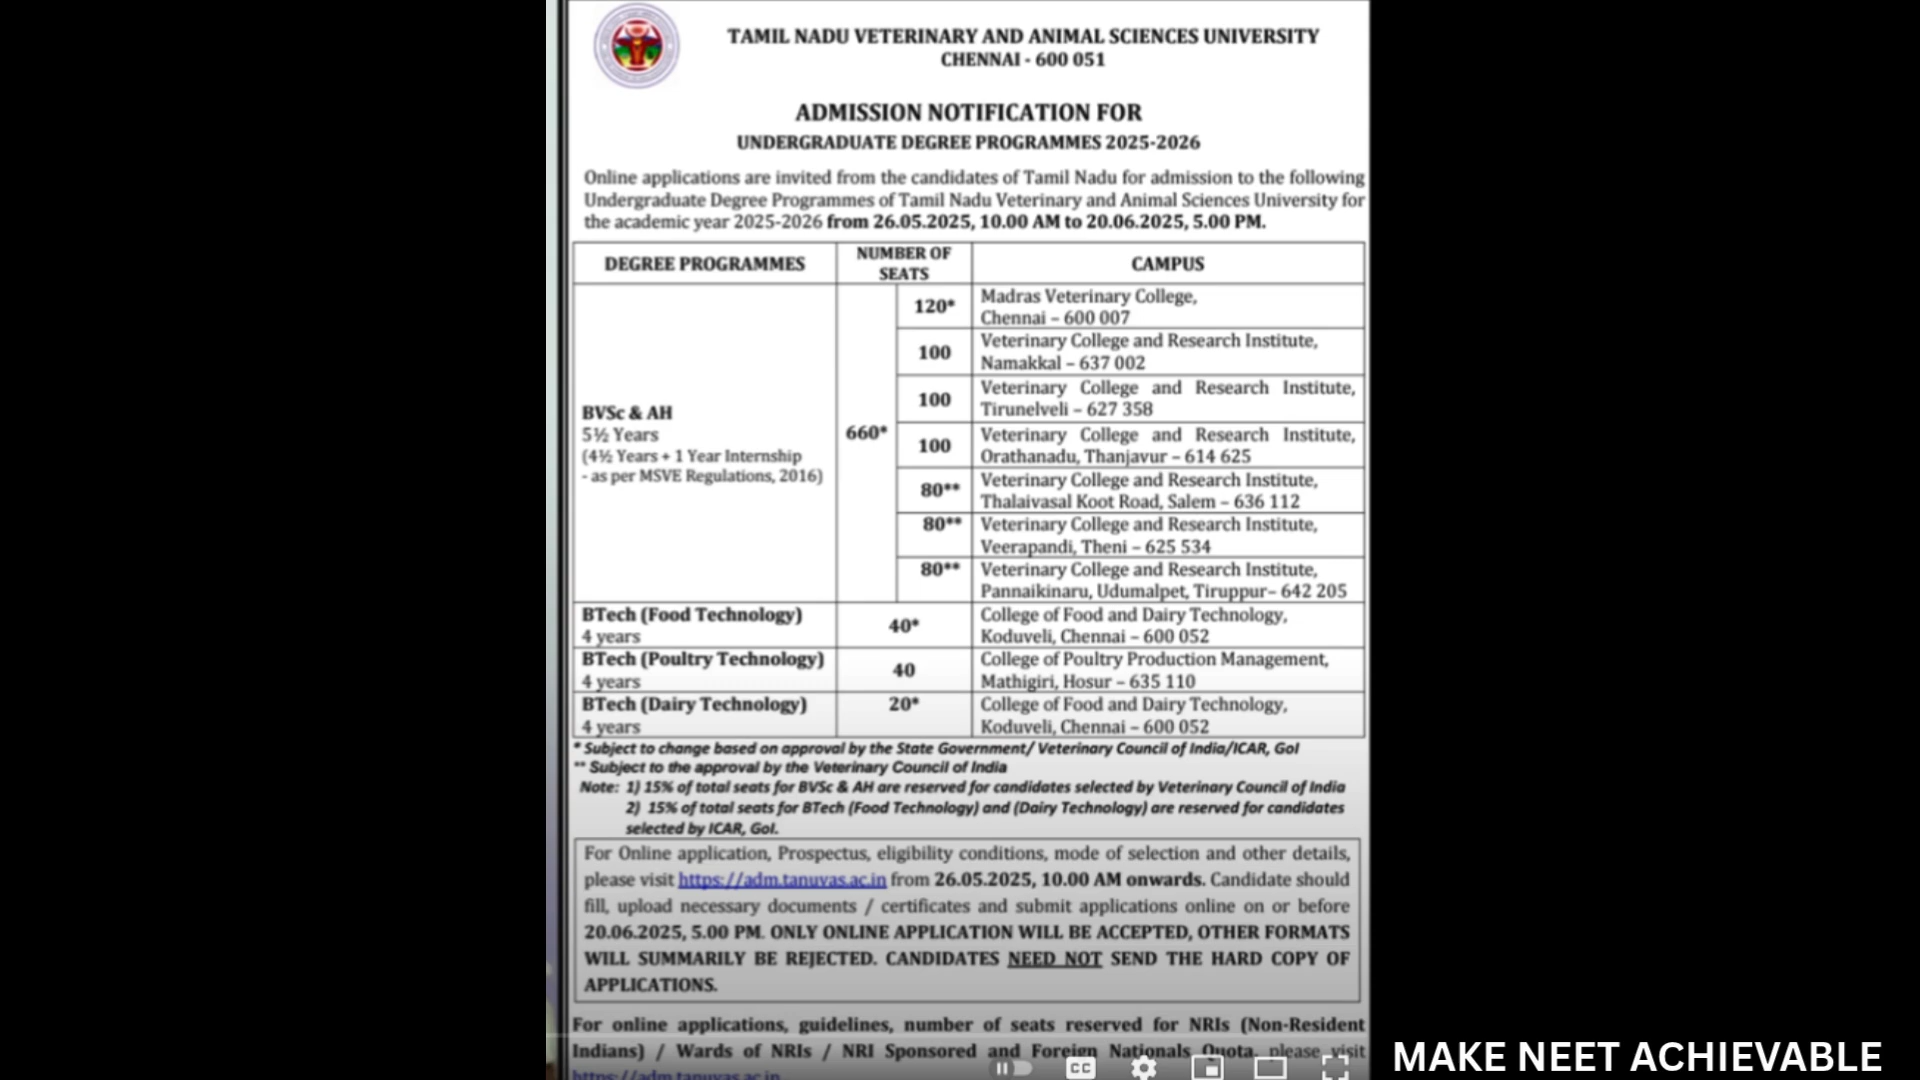 TAMIL NADU VETERINARY AND ANIMAL SCIENCES UNIVERSITY
CHENNAI - 600 051
ADMISSION NOTIFICATION FOR
UNDERGRADUATE DEGREE PROGRAMMES 2025-2026
Online applications are invited from the candidates of Tamil Nadu for admission to the following
Undergraduate Degree Programmes of Tamil Nadu Veterinary and Animal Sciences University for
the academic year 2025-2026 from 26.05.2025, 10.00 AM to 20.06.2025, 5.00 PM.
DEGREE PROGRAMMES
NUMBER OF
SEATS
CAMPUS
BVSc & AH
5½ Years
(4½ Years + 1 Year Internship
- as per MSVE Regulations, 2016)
660*
120*
Madras Veterinary College,
Chennai – 600 007
100
Veterinary College and Research Institute,
Namakkal – 637 002
100
Veterinary College and Research Institute,
Tirunelveli – 627 358
100
Veterinary College and Research Institute,
Orathanadu, Thanjavur – 614 625
80**
Veterinary College and Research Institute,
Thalaivasal Koot Road, Salem – 636 112
80**
Veterinary College and Research Institute,
Veerapandi, Theni – 625 534
80**
Veterinary College and Research Institute,
Pannaikinaru, Udumalpet, Tiruppur– 642 205
BTech (Food Technology)
4 years
40*
College of Food and Dairy Technology,
Koduveli, Chennai – 600 052
BTech (Poultry Technology)
4 years
40
College of Poultry Production Management,
Mathigiri, Hosur – 635 110
BTech (Dairy Technology)
4 years
20*
College of Food and Dairy Technology,
Koduveli, Chennai – 600 052
* Subject to change based on approval by the State Government/ Veterinary Council of India/ICAR, GoI
** Subject to the approval by the Veterinary Council of India
Note: 1) 15% of total seats for BVSc & AH are reserved for candidates selected by Veterinary Council of India
2) 15% of total seats for BTech (Food Technology) and (Dairy Technology) are reserved for candidates
selected by ICAR, GoI.
For Online application, Prospectus, eligibility conditions, mode of selection and other details,
please visit https://adm.tanuvas.ac.in from 26.05.2025, 10.00 AM onwards. Candidate should
fill, upload necessary documents / certificates and submit applications online on or before
20.06.2025, 5.00 PM. ONLY ONLINE APPLICATION WILL BE ACCEPTED, OTHER FORMATS
WILL SUMMARILY BE REJECTED. CANDIDATES NEED NOT SEND THE HARD COPY OF
APPLICATIONS.
For online applications, guidelines, number of seats reserved for NRIs (Non-Resident
Indians) / Wards of NRIs / NRI Sponsored and Foreign Nationals Quota, please visit
https://adm.tanuvas.ac.in
CC
MAKE NEET ACHIEVABLE